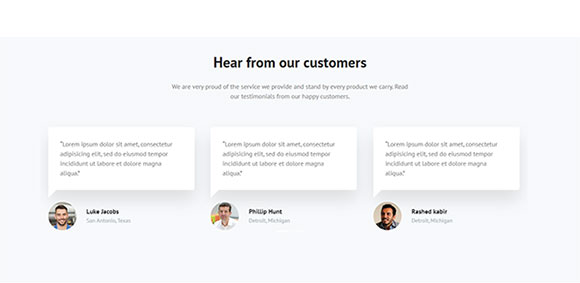 Hear from our customers
We are very proud of the service we provide and stand by every product we carry. Read
our testimonials from our happy customers.
"Lorem ipsum dolor sit amet, consectetur
adipisicing elit, sed do eiusmod tempor
incididunt ut labore et dolore magna
aliqua."
Luke Jacobs
San Antonio, Texas
"Lorem ipsum dolor sit amet, consectetur
adipisicing elit, sed do eiusmod tempor
incididunt ut labore et dolore magna
aliqua."
Phillip Hunt
Detroit, Michigan
"Lorem ipsum dolor sit amet, consectetur
adipisicing elit, sed do eiusmod tempor
incididunt ut labore et dolore magna
aliqua."
Rashed kabir
Detroit, Michigan